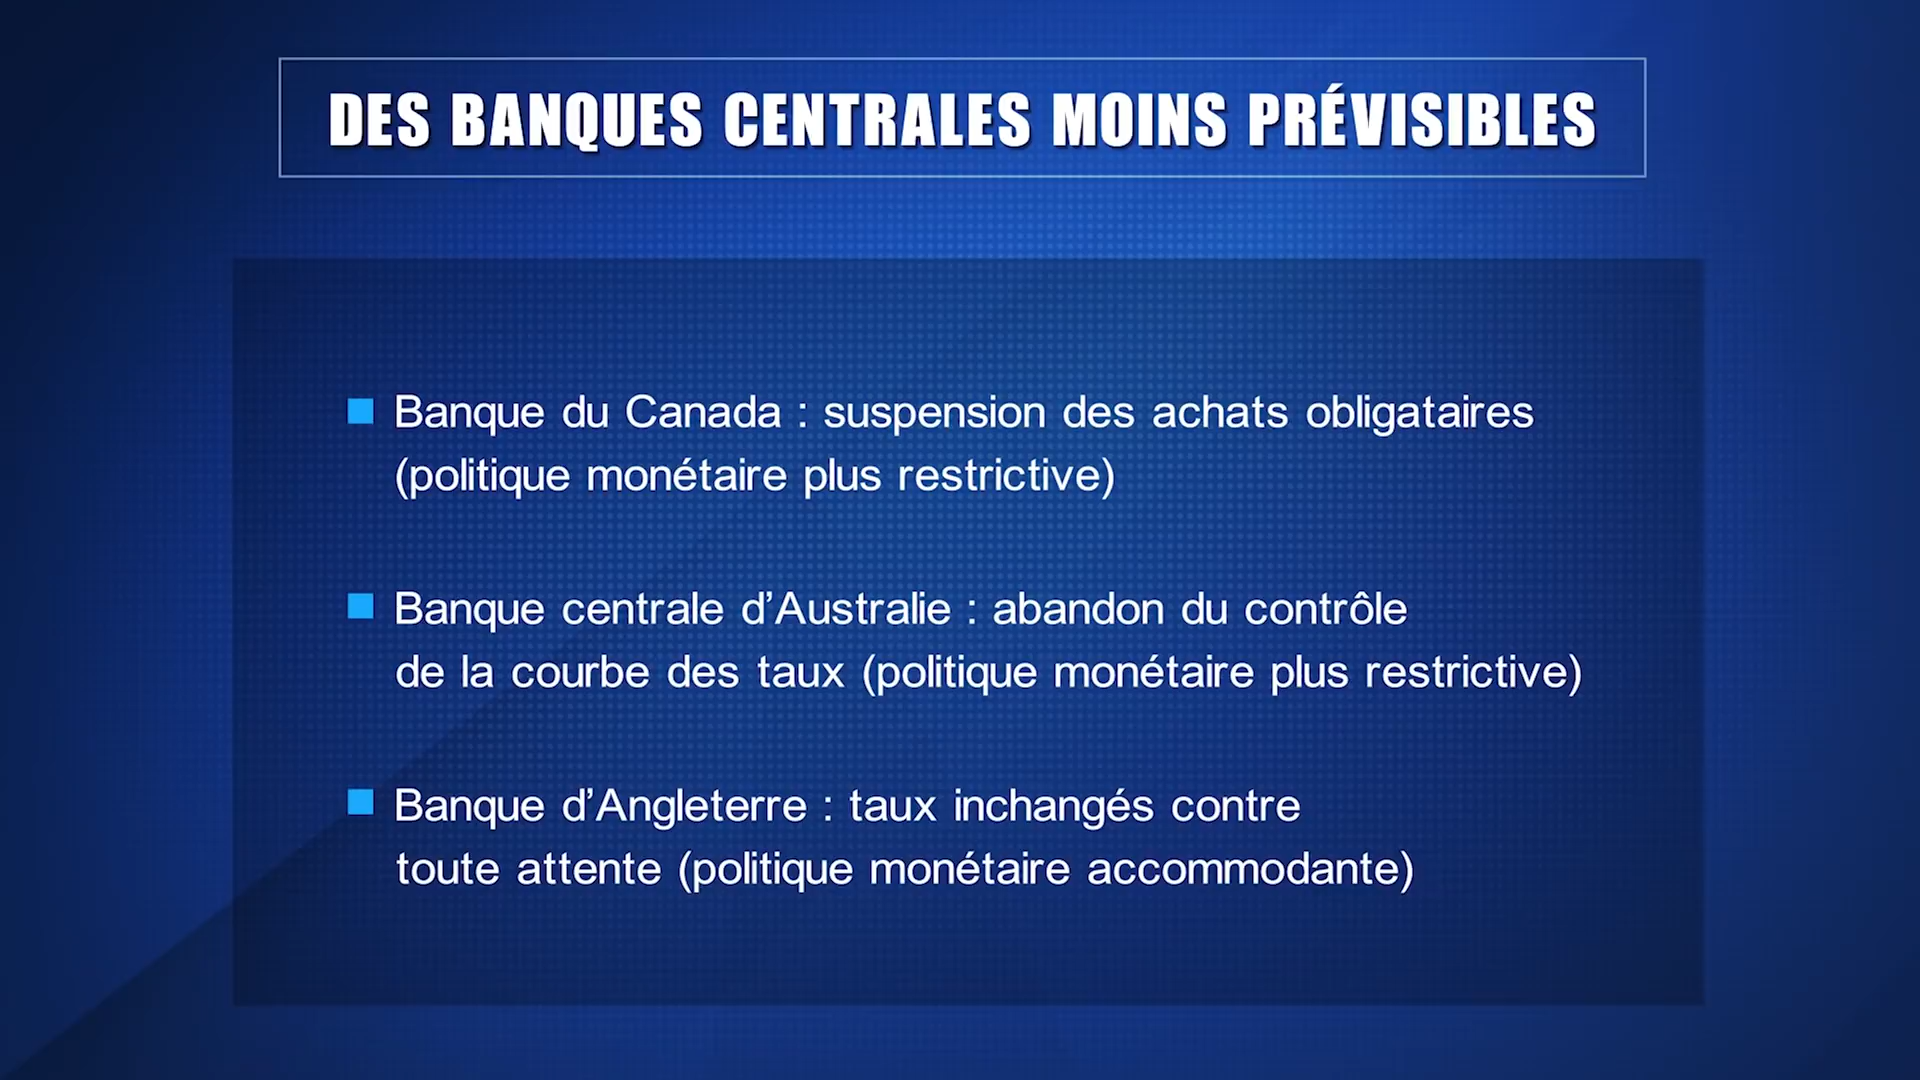 DES BANQUES CENTRALES MOINS PRÉVISIBLES
Banque du Canada : suspension des achats obligataires
(politique monétaire plus restrictive)
Banque centrale d’Australie : abandon du contrôle
de la courbe des taux (politique monétaire plus restrictive)
Banque d’Angleterre : taux inchangés contre
toute attente (politique monétaire accommodante)